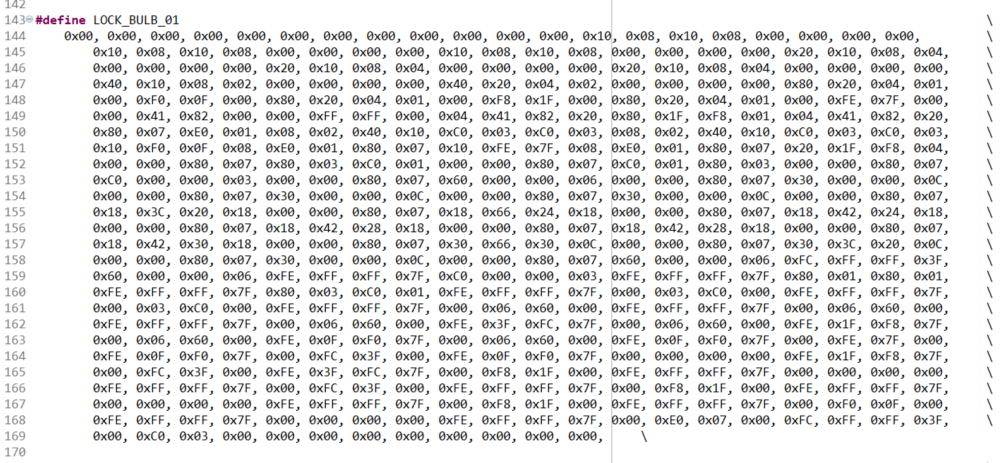 142
143 #define LOCK_BULB_01 \
144 0x00, 0x00, 0x00, 0x00, 0x00, 0x00, 0x00, 0x00, 0x00, 0x00, 0x00, 0x00, 0x10, 0x08, 0x10, 0x08, 0x00, 0x00, 0x00, 0x00, \
145 0x10, 0x08, 0x10, 0x08, 0x00, 0x00, 0x00, 0x00, 0x10, 0x08, 0x10, 0x08, 0x00, 0x00, 0x00, 0x00, 0x20, 0x10, 0x08, 0x04, \
146 0x00, 0x00, 0x00, 0x00, 0x20, 0x10, 0x08, 0x04, 0x00, 0x00, 0x00, 0x00, 0x20, 0x10, 0x08, 0x04, 0x00, 0x00, 0x00, 0x00, \
147 0x40, 0x10, 0x08, 0x02, 0x00, 0x00, 0x00, 0x00, 0x40, 0x20, 0x04, 0x02, 0x00, 0x00, 0x00, 0x00, 0x80, 0x20, 0x04, 0x01, \
148 0x00, 0xF0, 0x0F, 0x00, 0x80, 0x20, 0x04, 0x01, 0x00, 0xF8, 0x1F, 0x00, 0x80, 0x20, 0x04, 0x01, 0x00, 0xFE, 0x7F, 0x00, \
149 0x00, 0x41, 0x82, 0x00, 0x00, 0xFF, 0xFF, 0x00, 0x04, 0x41, 0x82, 0x20, 0x80, 0x1F, 0xF8, 0x01, 0x04, 0x41, 0x82, 0x20, \
150 0x80, 0x07, 0xE0, 0x01, 0x08, 0x02, 0x40, 0x10, 0xC0, 0x03, 0xC0, 0x03, 0x08, 0x02, 0x40, 0x10, 0xC0, 0x03, 0xC0, 0x03, \
151 0x10, 0xF0, 0x0F, 0x08, 0xE0, 0x01, 0x80, 0x07, 0x10, 0xFE, 0x7F, 0x08, 0xE0, 0x01, 0x80, 0x07, 0x20, 0x1F, 0xF8, 0x04, \
152 0x00, 0x00, 0x80, 0x07, 0x80, 0x03, 0xC0, 0x01, 0x00, 0x00, 0x80, 0x07, 0xC0, 0x01, 0x80, 0x03, 0x00, 0x00, 0x80, 0x07, \
153 0xC0, 0x00, 0x00, 0x03, 0x00, 0x00, 0x80, 0x07, 0x60, 0x00, 0x00, 0x06, 0x00, 0x00, 0x80, 0x07, 0x30, 0x00, 0x00, 0x0C, \
154 0x00, 0x00, 0x80, 0x07, 0x30, 0x00, 0x00, 0x0C, 0x00, 0x00, 0x80, 0x07, 0x30, 0x00, 0x00, 0x0C, 0x00, 0x00, 0x80, 0x07, \
155 0x18, 0x3C, 0x20, 0x18, 0x00, 0x00, 0x80, 0x07, 0x18, 0x66, 0x24, 0x18, 0x00, 0x00, 0x80, 0x07, 0x18, 0x42, 0x24, 0x18, \
156 0x00, 0x00, 0x80, 0x07, 0x18, 0x42, 0x28, 0x18, 0x00, 0x00, 0x80, 0x07, 0x18, 0x42, 0x28, 0x18, 0x00, 0x00, 0x80, 0x07, \
157 0x18, 0x42, 0x30, 0x18, 0x00, 0x00, 0x80, 0x07, 0x30, 0x66, 0x30, 0x0C, 0x00, 0x00, 0x80, 0x07, 0x30, 0x3C, 0x20, 0x0C, \
158 0x00, 0x00, 0x80, 0x07, 0x30, 0x00, 0x00, 0x0C, 0x00, 0x00, 0x80, 0x07, 0x60, 0x00, 0x00, 0x06, 0xFC, 0xFF, 0xFF, 0x3F, \
159 0x60, 0x00, 0x00, 0x06, 0xFE, 0xFF, 0xFF, 0x7F, 0xC0, 0x00, 0x00, 0x03, 0xFE, 0xFF, 0xFF, 0x7F, 0x80, 0x01, 0x80, 0x01, \
160 0xFE, 0xFF, 0xFF, 0x7F, 0x80, 0x03, 0xC0, 0x01, 0xFE, 0xFF, 0xFF, 0x7F, 0x00, 0x03, 0xC0, 0x00, 0xFE, 0xFF, 0xFF, 0x7F, \
161 0x00, 0x03, 0xC0, 0x00, 0xFE, 0xFF, 0xFF, 0x7F, 0x00, 0x06, 0x60, 0x00, 0xFE, 0xFF, 0xFF, 0x7F, 0x00, 0x06, 0x60, 0x00, \
162 0xFE, 0xFF, 0xFF, 0x7F, 0x00, 0x06, 0x60, 0x00, 0xFE, 0x3F, 0xFC, 0x7F, 0x00, 0x06, 0x60, 0x00, 0xFE, 0x1F, 0xF8, 0x7F, \
163 0x00, 0x06, 0x60, 0x00, 0xFE, 0x0F, 0xF0, 0x7F, 0x00, 0x06, 0x60, 0x00, 0xFE, 0x0F, 0xF0, 0x7F, 0x00, 0xFE, 0x7F, 0x00, \
164 0xFE, 0x0F, 0xF0, 0x7F, 0x00, 0xFC, 0x3F, 0x00, 0xFE, 0x0F, 0xF0, 0x7F, 0x00, 0x00, 0x00, 0x00, 0xFE, 0x1F, 0xF8, 0x7F, \
165 0x00, 0xFC, 0x3F, 0x00, 0xFE, 0x3F, 0xFC, 0x7F, 0x00, 0xF8, 0x1F, 0x00, 0xFE, 0xFF, 0xFF, 0x7F, 0x00, 0x00, 0x00, 0x00, \
166 0xFE, 0xFF, 0xFF, 0x7F, 0x00, 0xFC, 0x3F, 0x00, 0xFE, 0xFF, 0xFF, 0x7F, 0x00, 0xF8, 0x1F, 0x00, 0xFE, 0xFF, 0xFF, 0x7F, \
167 0x00, 0x00, 0x00, 0x00, 0xFE, 0xFF, 0xFF, 0x7F, 0x00, 0xF8, 0x1F, 0x00, 0xFE, 0xFF, 0xFF, 0x7F, 0x00, 0xF0, 0x0F, 0x00, \
168 0xFE, 0xFF, 0xFF, 0x7F, 0x00, 0x00, 0x00, 0x00, 0xFE, 0xFF, 0xFF, 0x7F, 0x00, 0xE0, 0x07, 0x00, 0xFC, 0xFF, 0xFF, 0x3F, \
169 0x00, 0xC0, 0x03, 0x00, 0x00, 0x00, 0x00, 0x00, 0x00, 0x00, 0x00, 0x00, \
170